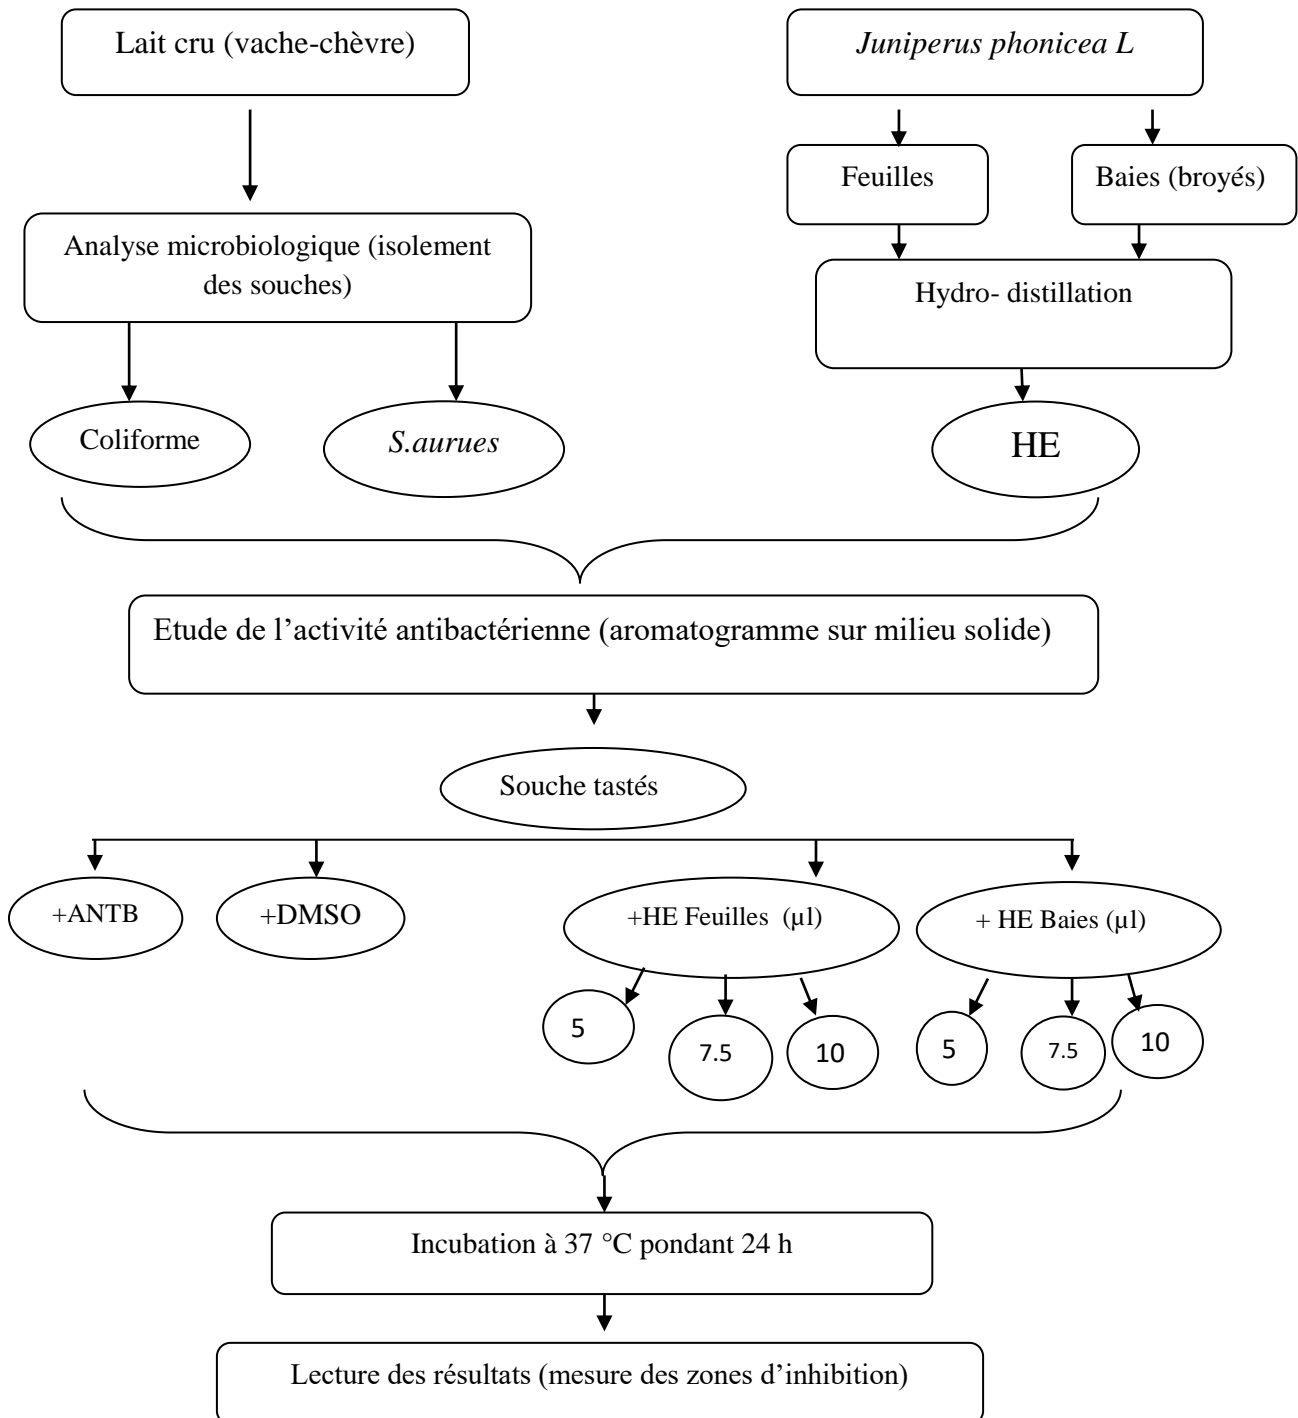 Lait cru (vache-chèvre)
Juniperus phonicea L
Feuilles
Baies (broyés)
Analyse microbiologique (isolement
des souches)
Hydro- distillation
Coliforme
S.aurues
HE
Etude de l’activité antibactérienne (aromatogramme sur milieu solide)
Souche tastés
+ANTB
+DMSO
+HE Feuilles (µl)
+ HE Baies (µl)
5
7.5
10
5
7.5
10
Incubation à 37 °C pondant 24 h
Lecture des résultats (mesure des zones d’inhibition)